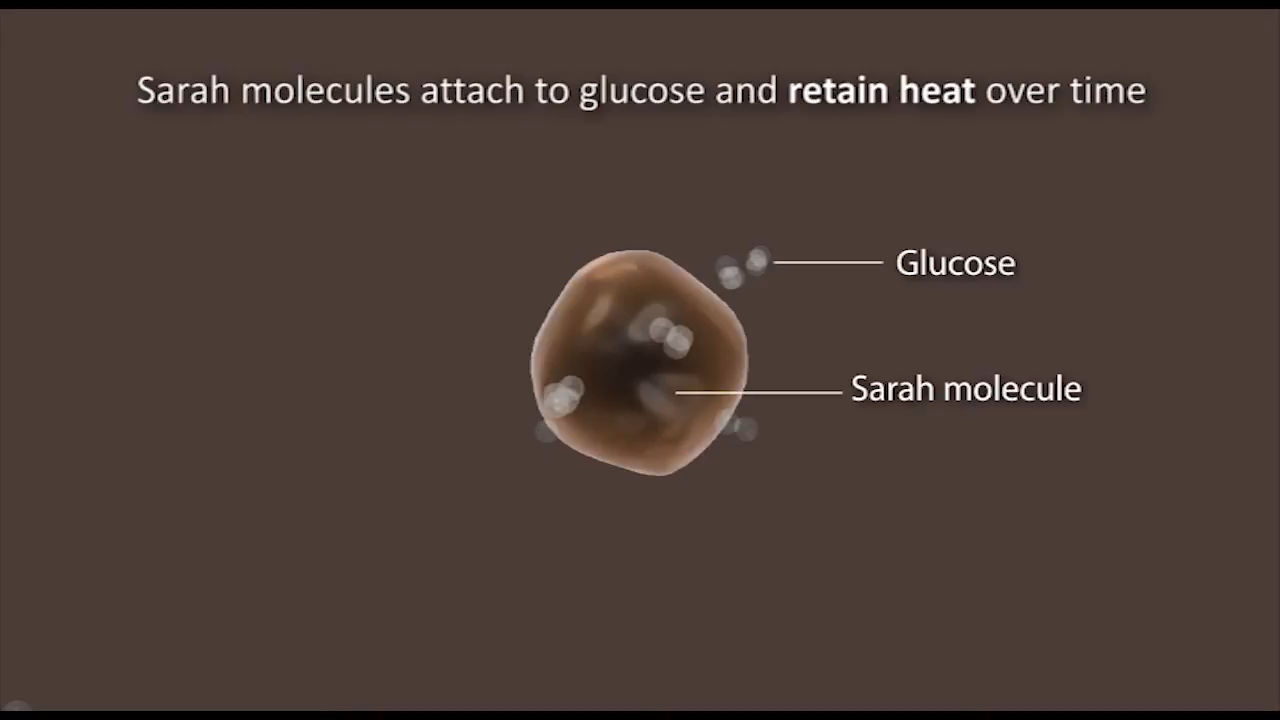 Sarah molecules attach to glucose and retain heat over time
Glucose
Sarah molecule